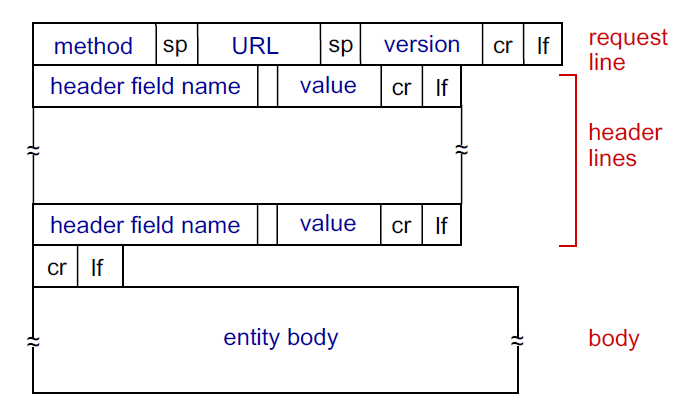 method sp URL sp version cr lf
request
line
header field name value cr lf
header
lines
header field name value cr lf
cr lf
entity body
body